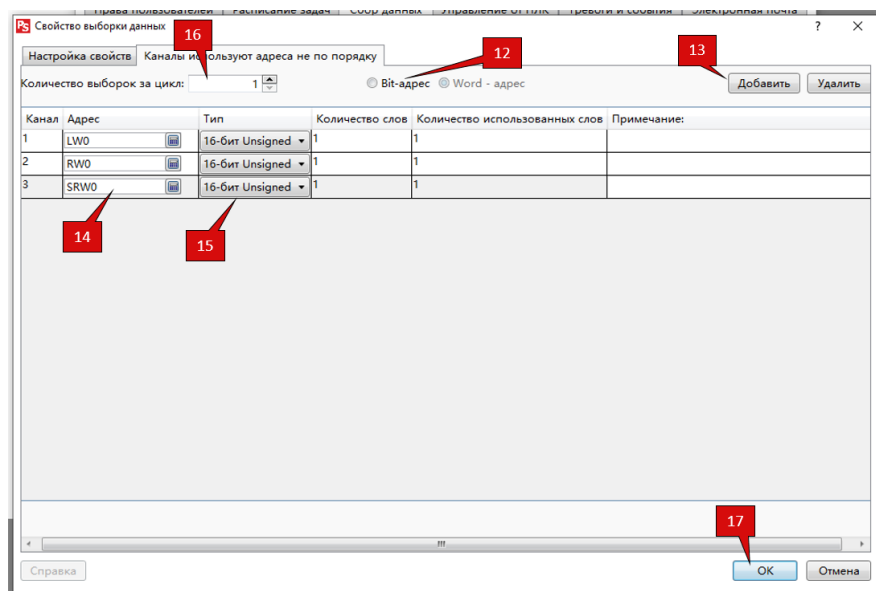 Права пользователей Расписание задач Сбор данных Управление от ПЛК Тревоги и события Электронная почта
PS Свойство выборки данных ? ×
16
Настройка свойств Каналы используют адреса не по порядку
12
13
Количество выборок за цикл: 1 Bit-адрес Word - адрес Добавить Удалить
Канал Адрес Тип Количество слов Количество использованных слов Примечание:
1 LW0 16-бит Unsigned 1 1
2 RW0 16-бит Unsigned 1 1
3 SRW0 16-бит Unsigned 1 1
14
15
17
Справка OK Отмена